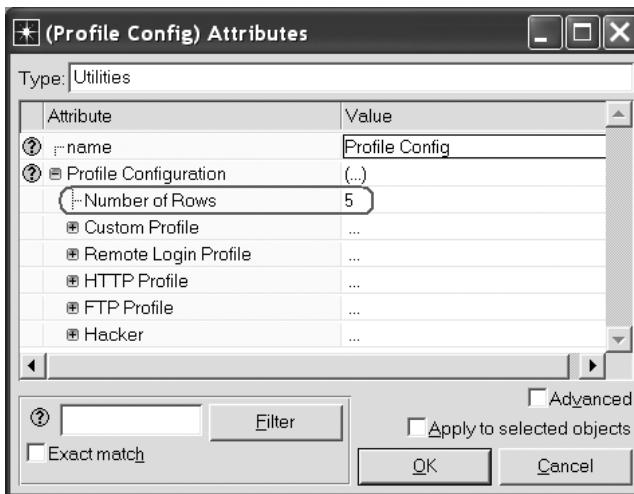 (Profile Config) Attributes
Type: Utilities
Attribute Value
name Profile Config
Profile Configuration (...)
Number of Rows 5
Custom Profile ...
Remote Login Profile ...
HTTP Profile ...
FTP Profile ...
Hacker ...
Advanced
Filter
Apply to selected objects
Exact match
OK Cancel